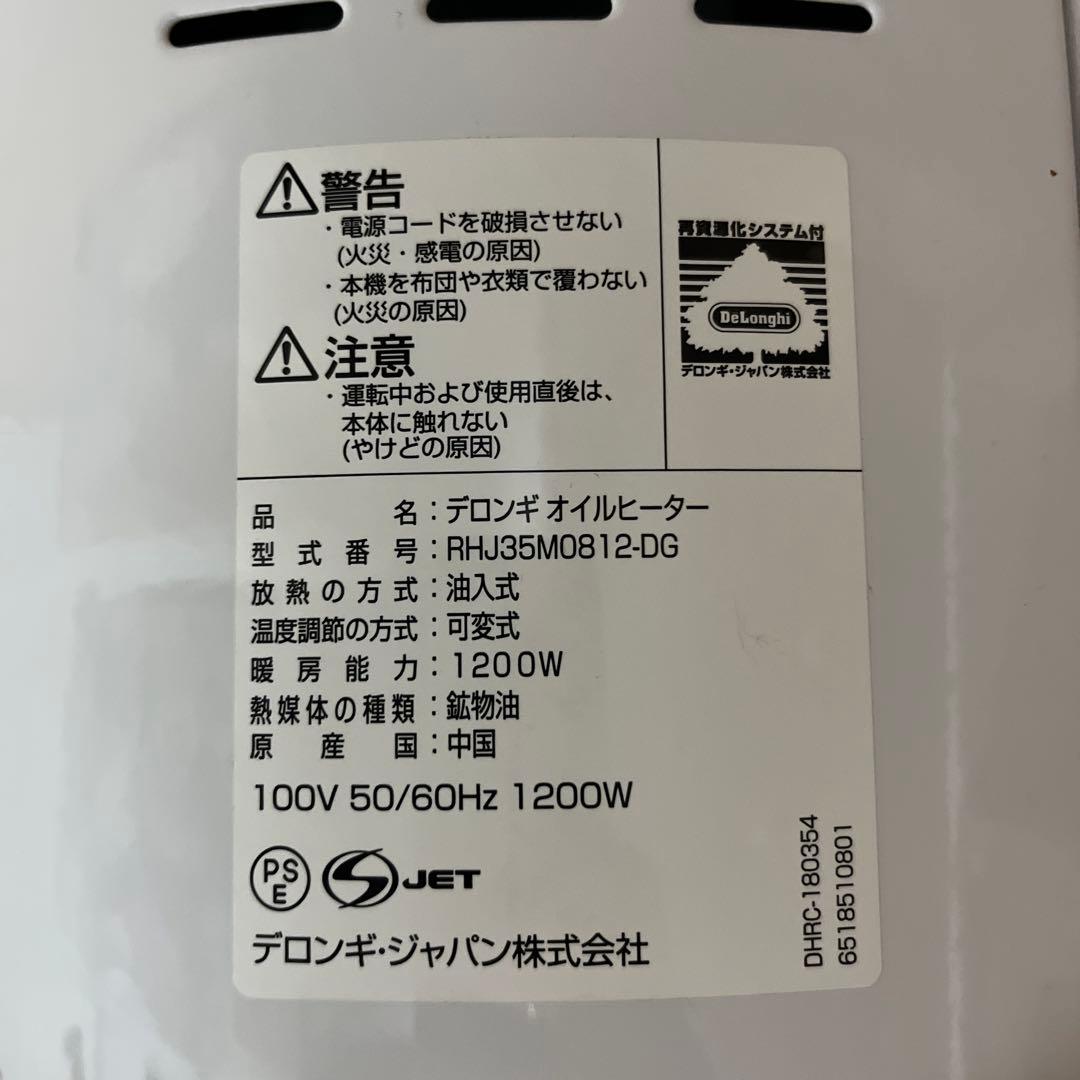 警告
・電源コードを破損させない
(火災・感電の原因)
・本機を布団や衣類で覆わない
(火災の原因)
注意
・運転中および使用直後は、
本体に触れない
(やけどの原因)
再資源化システム付
DeLonghi
デロンギ・ジャパン株式会社
品名：デロンギ オイルヒーター
型式番号：RHJ35M0812-DG
放熱の方式：油入式
温度調節の方式：可変式
暖房能力：1200W
熱媒体の種類：鉱物油
原産国：中国
100V 50/60Hz 1200W
PSE
S JET
デロンギ・ジャパン株式会社
DHRC-180354
6518510801